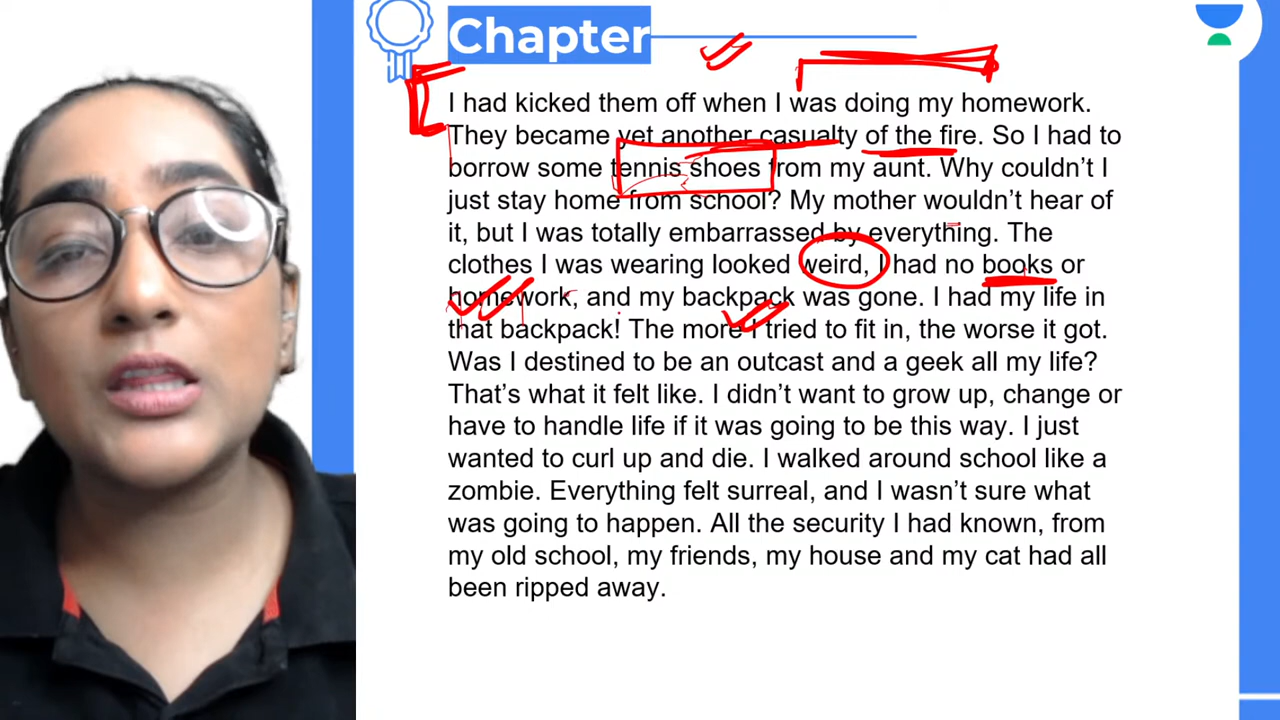 Chapter
I had kicked them off when I was doing my homework.
They became yet another casualty of the fire. So I had to
borrow some tennis shoes from my aunt. Why couldn't I
just stay home from school? My mother wouldn't hear of
it, but I was totally embarrassed by everything. The
clothes I was wearing looked weird, I had no books or
homework, and my backpack was gone. I had my life in
that backpack! The more I tried to fit in, the worse it got.
Was I destined to be an outcast and a geek all my life?
That's what it felt like. I didn't want to grow up, change or
have to handle life if it was going to be this way. I just
wanted to curl up and die. I walked around school like a
zombie. Everything felt surreal, and I wasn't sure what
was going to happen. All the security I had known, from
my old school, my friends, my house and my cat had all
been ripped away.